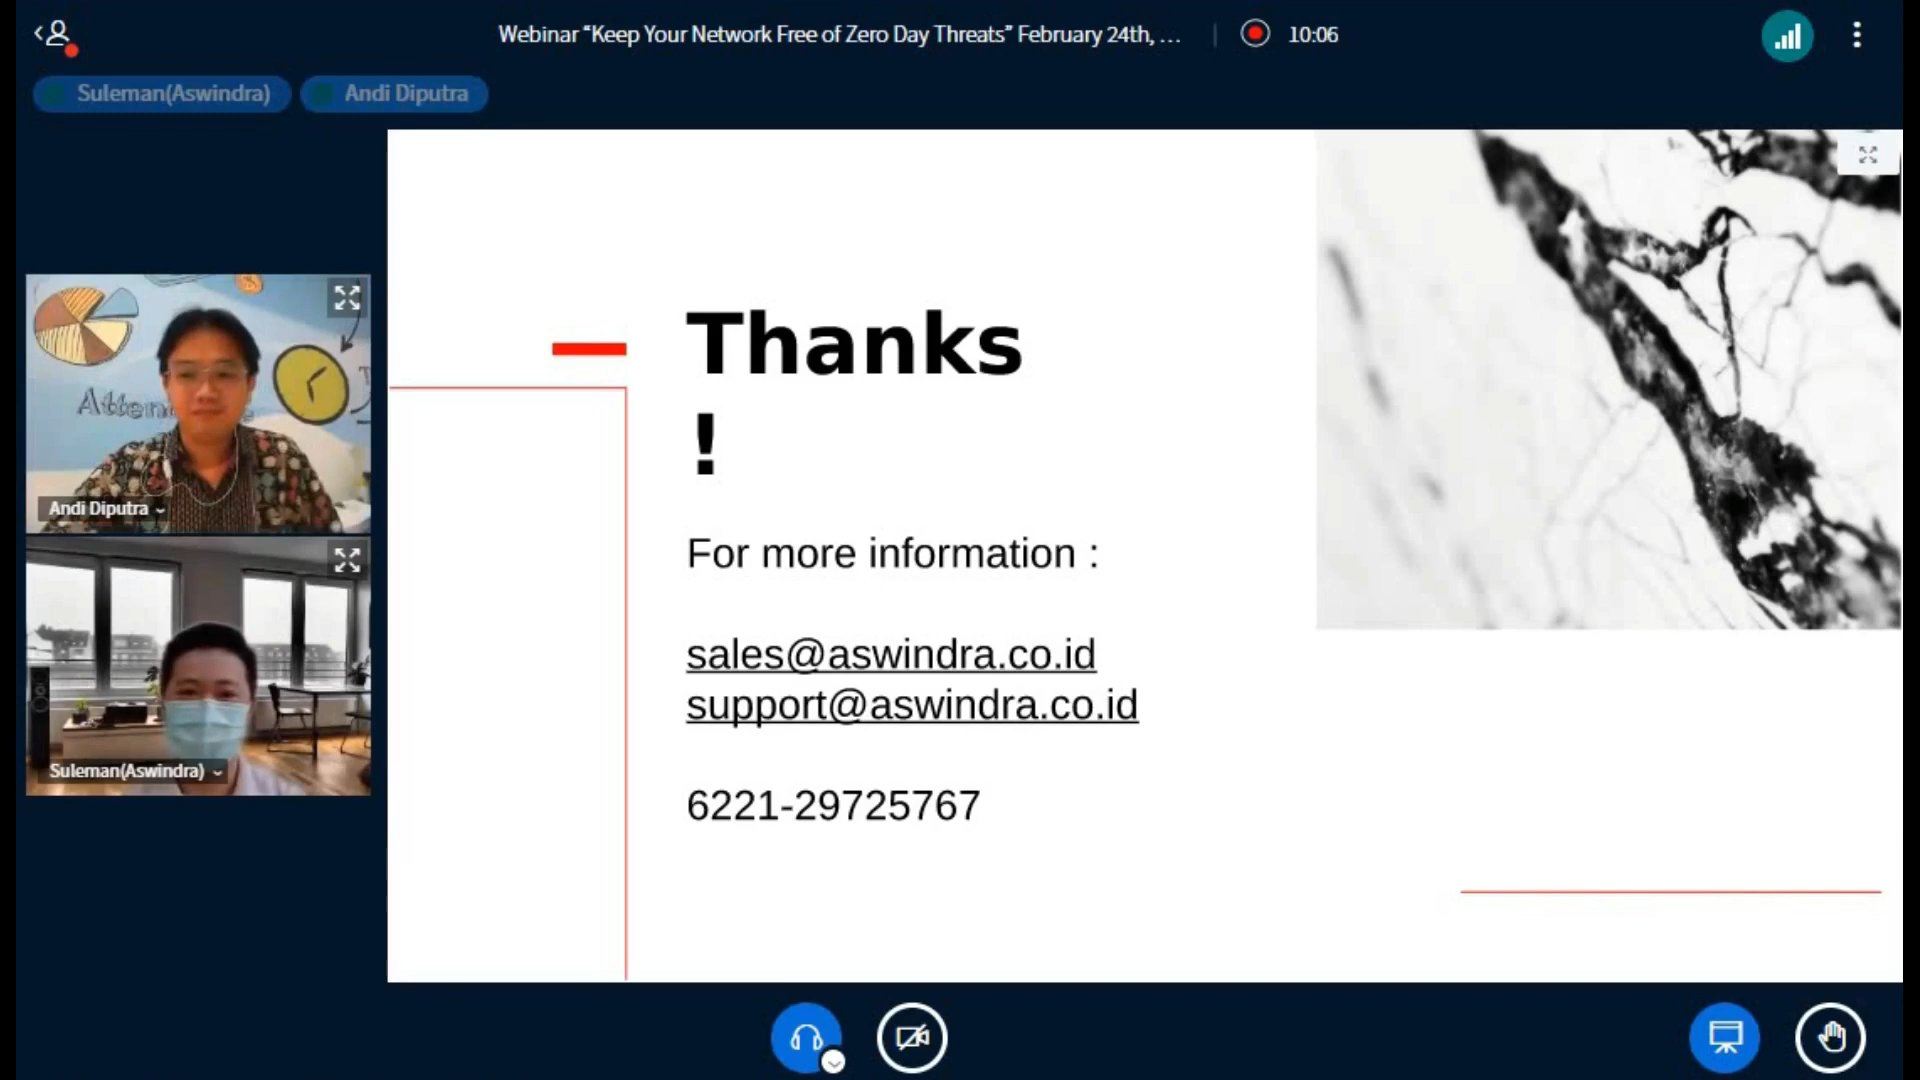 Webinar “Keep Your Network Free of Zero Day Threats” February 24th, ...
10:06
Suleman(Aswindra)
Andi Diputra
Andi Diputra
Suleman(Aswindra)
Thanks
!
For more information :
sales@aswindra.co.id
support@aswindra.co.id
6221-29725767